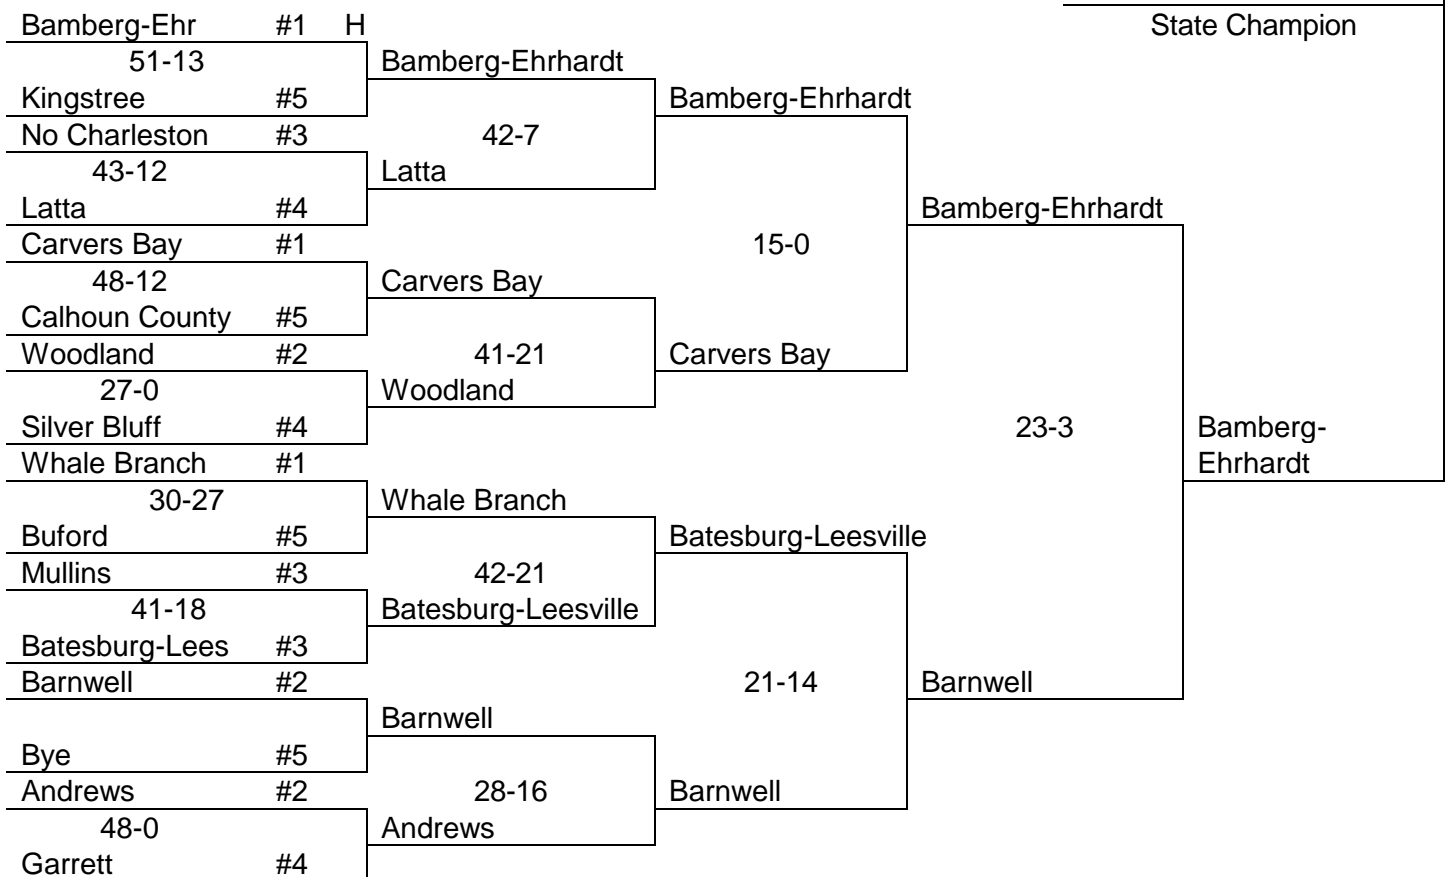 Bamberg-Ehr #1 H
State Champion
51-13
Bamberg-Ehrhardt
Kingstree #5
Bamberg-Ehrhardt
No Charleston #3
42-7
43-12
Latta
Latta #4
Bamberg-Ehrhardt
Carvers Bay #1
15-0
48-12
Carvers Bay
Calhoun County #5
Woodland #2
41-21
Carvers Bay
27-0
Woodland
Silver Bluff #4
23-3
Bamberg-
Whale Branch #1
Ehrhardt
30-27
Whale Branch
Buford #5
Batesburg-Leesville
Mullins #3
42-21
41-18
Batesburg-Leesville
Batesburg-Lees #3
Barnwell #2
21-14
Barnwell
Barnwell
Bye #5
Andrews #2
28-16
Barnwell
48-0
Andrews
Garrett #4